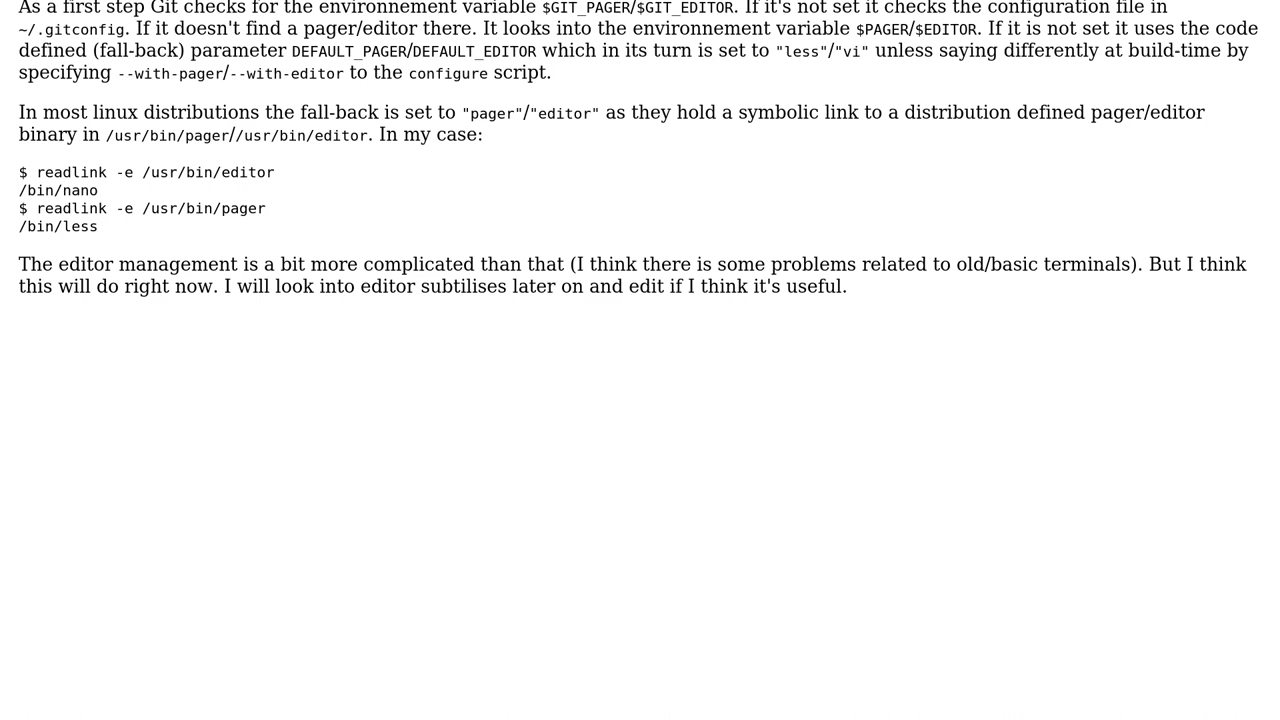 As a first step Git checks for the environnement variable $GIT_PAGER/$GIT_EDITOR. If it's not set it checks the configuration file in
~/.gitconfig. If it doesn't find a pager/editor there. It looks into the environnement variable $PAGER/$EDITOR. If it is not set it uses the code
defined (fall-back) parameter DEFAULT_PAGER/DEFAULT_EDITOR which in its turn is set to "less"/"vi" unless saying differently at build-time by
specifying --with-pager/--with-editor to the configure script.
In most linux distributions the fall-back is set to "pager"/"editor" as they hold a symbolic link to a distribution defined pager/editor
binary in /usr/bin/pager//usr/bin/editor. In my case:
$ readlink -e /usr/bin/editor
/bin/nano
$ readlink -e /usr/bin/pager
/bin/less
The editor management is a bit more complicated than that (I think there is some problems related to old/basic terminals). But I think
this will do right now. I will look into editor subtilises later on and edit if I think it's useful.